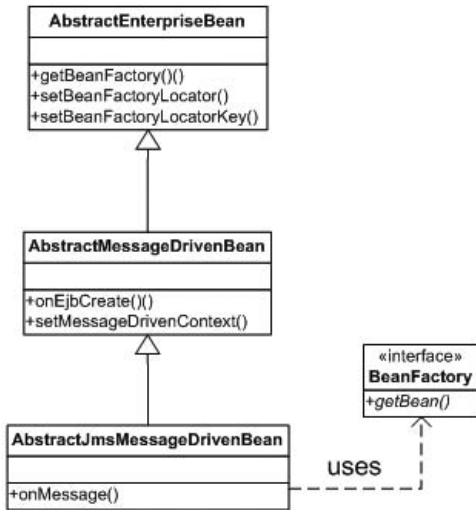 AbstractEnterpriseBean
+getBeanFactory()()
+setBeanFactoryLocator()
+setBeanFactoryLocatorKey()
AbstractMessageDrivenBean
+onEjbCreate()()
+setMessageDrivenContext()
«interface»
BeanFactory
+getBean()
AbstractJmsMessageDrivenBean
+onMessage()
uses